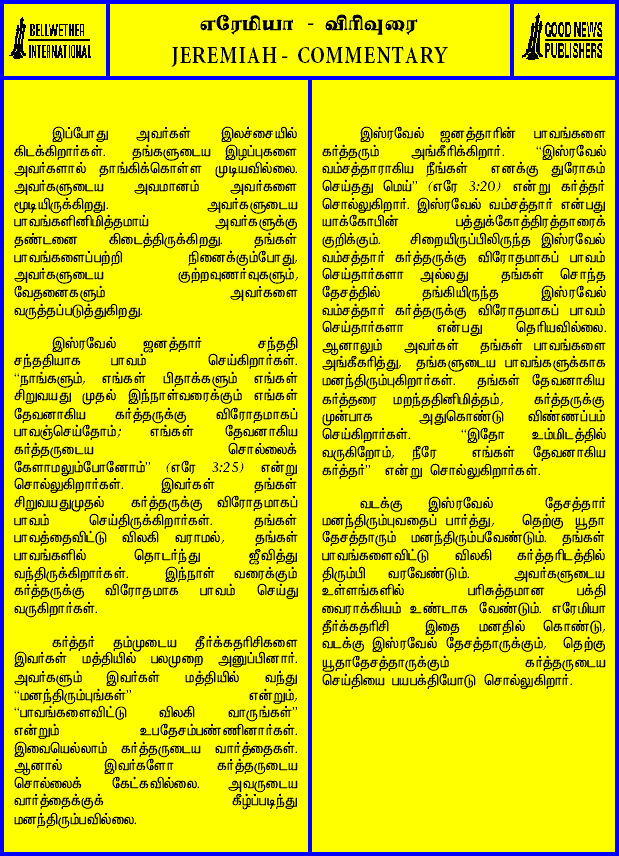 BELLWETHER
INTERNATIONAL
எரேமியா - விரிவுரை
JEREMIAH - COMMENTARY
GOOD NEWS
PUBLISHERS
இப்போது அவர்கள் இலச்சையில்
கிடக்கிறார்கள். தங்களுடைய இழப்புகளை
அவர்களால் தாங்கிக்கொள்ள முடியவில்லை.
அவர்களுடைய அவமானம் அவர்களை
மூடியிருக்கிறது. அவர்களுடைய
பாவங்களினிமித்தமாய் அவர்களுக்கு
தண்டனை கிடைத்திருக்கிறது. தங்கள்
பாவங்களைப்பற்றி நினைக்கும்போது,
அவர்களுடைய குற்றவுணர்வுகளும்,
வேதனைகளும் அவர்களை
வருத்தப்படுத்துகிறது.
இஸ்ரவேல் ஜனத்தார் சந்ததி
சந்ததியாக பாவம் செய்கிறார்கள்.
“நாங்களும், எங்கள் பிதாக்களும் எங்கள்
சிறுவயது முதல் இந்நாள்வரைக்கும் எங்கள்
தேவனாகிய கர்த்தருக்கு விரோதமாகப்
பாவஞ்செய்தோம்; எங்கள் தேவனாகிய
கர்த்தருடைய சொல்லைக்
கேளாமலும்போனோம்” (எரே 3:25) என்று
சொல்லுகிறார்கள். இவர்கள் தங்கள்
சிறுவயதுமுதல் கர்த்தருக்கு விரோதமாகப்
பாவம் செய்திருக்கிறார்கள். தங்கள்
பாவத்தைவிட்டு விலகி வராமல், தங்கள்
பாவங்களில் தொடர்ந்து ஜீவித்து
வந்திருக்கிறார்கள். இந்நாள் வரைக்கும்
கர்த்தருக்கு விரோதமாக பாவம் செய்து
வருகிறார்கள்.
கர்த்தர் தம்முடைய தீர்க்கதரிசிகளை
இவர்கள் மத்தியில் பலமுறை அனுப்பினார்.
அவர்களும் இவர்கள் மத்தியில் வந்து
“மனந்திரும்புங்கள்” என்றும்,
“பாவங்களைவிட்டு விலகி வாருங்கள்”
என்றும் உபதேசம்பண்ணினார்கள்.
இவையெல்லாம் கர்த்தருடைய வார்த்தைகள்.
ஆனால் இவர்களோ கர்த்தருடைய
சொல்லைக் கேட்கவில்லை. அவருடைய
வார்த்தைக்குக் கீழ்ப்படிந்து
மனந்திரும்பவில்லை.
இஸ்ரவேல் ஜனத்தாரின் பாவங்களை
கர்த்தரும் அங்கீரிக்கிறார். “இஸ்ரவேல்
வம்சத்தாராகிய நீங்கள் எனக்கு துரோகம்
செய்தது மெய்” (எரே 3:20) என்று கர்த்தர்
சொல்லுகிறார். இஸ்ரவேல் வம்சத்தார் என்பது
யாக்கோபின் பத்துக்கோத்திரத்தாரைக்
குறிக்கும். சிறையிருப்பிலிருந்த இஸ்ரவேல்
வம்சத்தார் கர்த்தருக்கு விரோதமாகப் பாவம்
செய்தார்களா அல்லது தங்கள் சொந்த
தேசத்தில் தங்கியிருந்த இஸ்ரவேல்
வம்சத்தார் கர்த்தருக்கு விரோதமாகப் பாவம்
செய்தார்களா என்பது தெரியவில்லை.
ஆனாலும் அவர்கள் தங்கள் பாவங்களை
அங்கீகரித்து, தங்களுடைய பாவங்களுக்காக
மனந்திரும்புகிறார்கள். தங்கள் தேவனாகிய
கர்த்தரை மறந்ததினிமித்தம், கர்த்தருக்கு
முன்பாக அதுகொண்டு விண்ணப்பம்
செய்கிறார்கள். “இதோ உம்மிடத்தில்
வருகிறோம், நீரே எங்கள் தேவனாகிய
கர்த்தர்” என்று சொல்லுகிறார்கள்.
வடக்கு இஸ்ரவேல் தேசத்தார்
மனந்திரும்புவதைப் பார்த்து, தெற்கு யூதா
தேசத்தாரும் மனந்திரும்பவேண்டும். தங்கள்
பாவங்களைவிட்டு விலகி கர்த்தரிடத்தில்
திரும்பி வரவேண்டும். அவர்களுடைய
உள்ளங்களில் பரிசுத்தமான பக்தி
வைராக்கியம் உண்டாக வேண்டும். எரேமியா
தீர்க்கதரிசி இதை மனதில் கொண்டு,
வடக்கு இஸ்ரவேல் தேசத்தாருக்கும், தெற்கு
யூதாதேசத்தாருக்கும் கர்த்தருடைய
செய்தியை பயபக்தியோடு சொல்லுகிறார்.